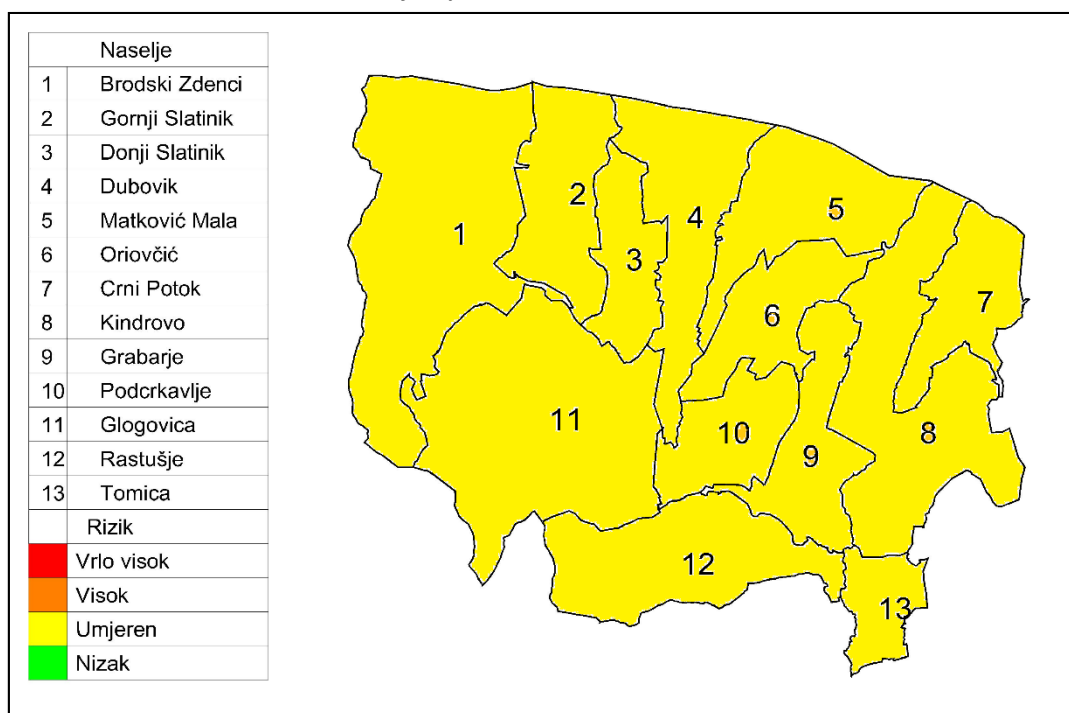 Naselje
1 Brodski Zdenci
2 Gornji Slatinik
3 Donji Slatinik
4 Dubovik
5 Matković Mala
6 Oriovčić
7 Crni Potok
8 Kindrovo
9 Grabarje
10 Podcrkavlje
11 Glogovica
12 Rastušje
13 Tomica
Rizik
Vrlo visok
Visok
Umjeren
Nizak
1
2
3
4
5
6
7
8
9
10
11
12
13